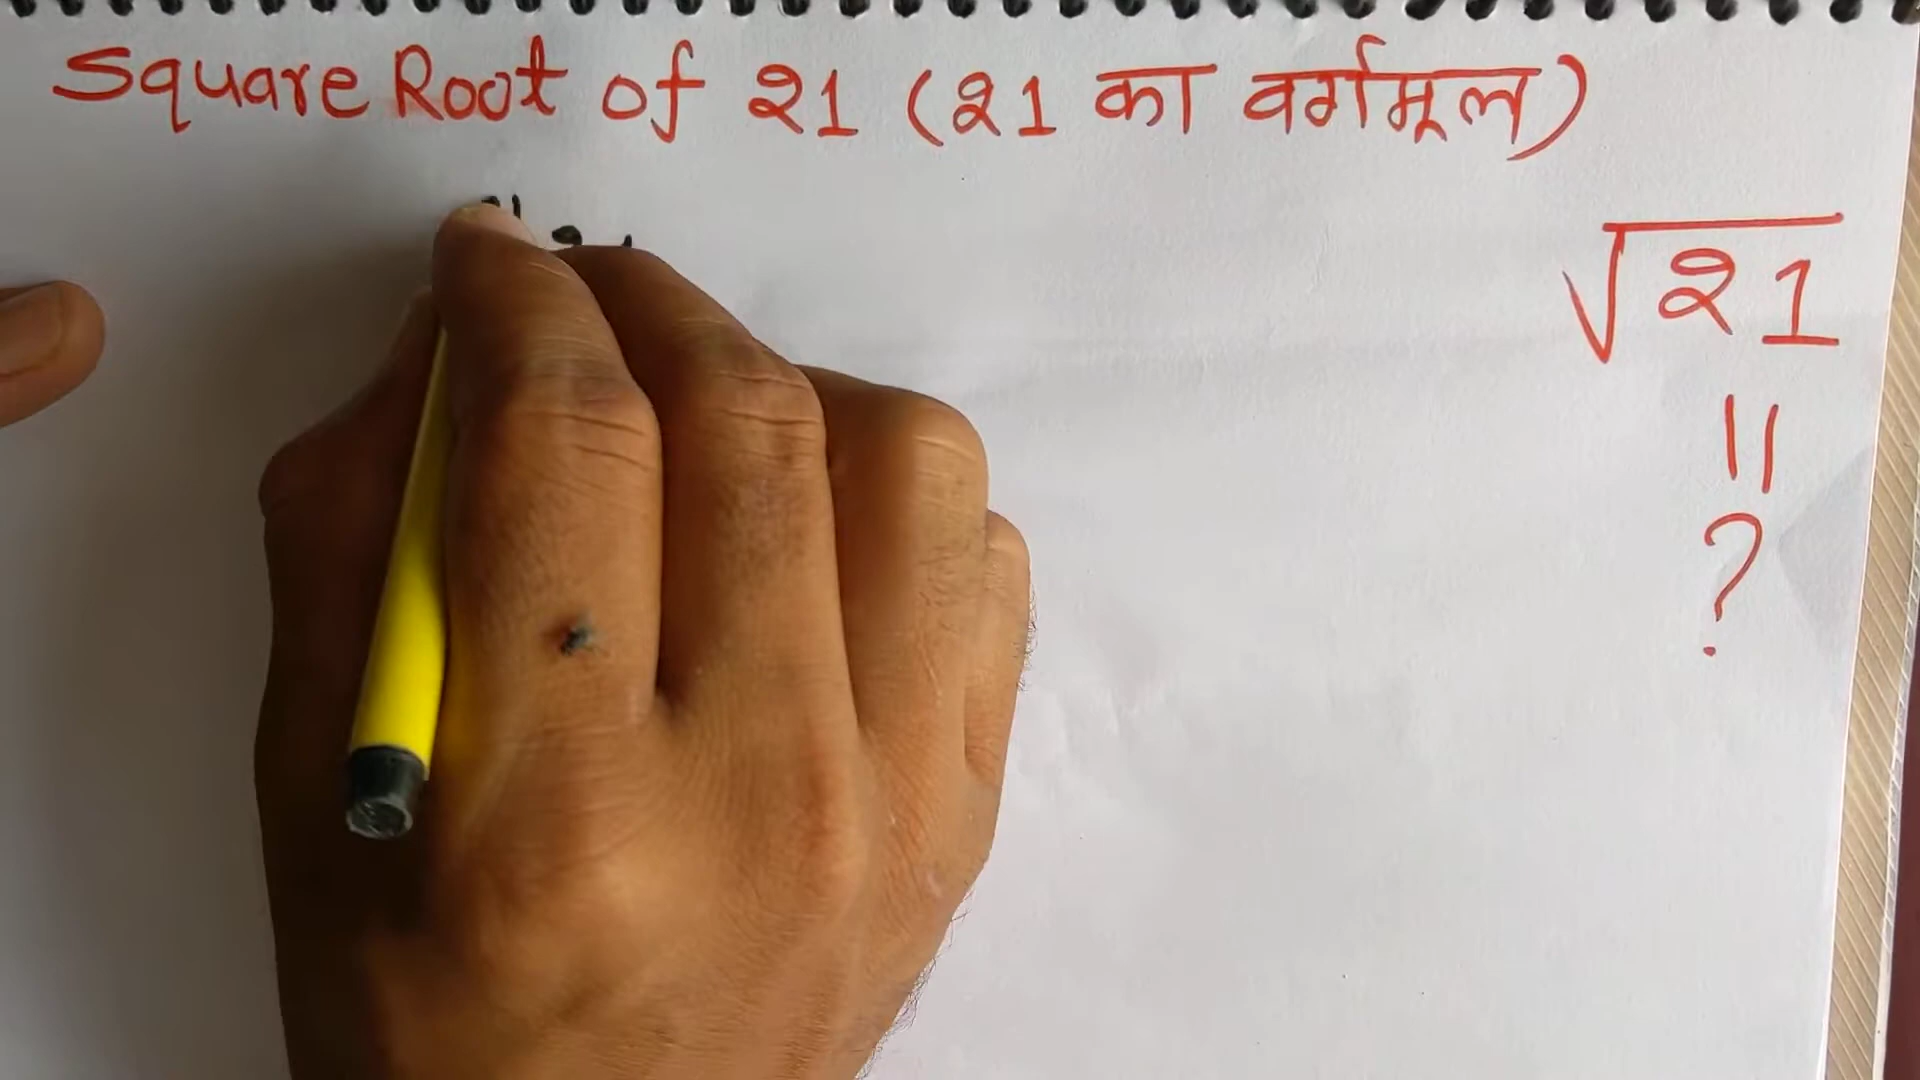 Square Root of 21 (21 का वर्गमूल)
√21
=
?